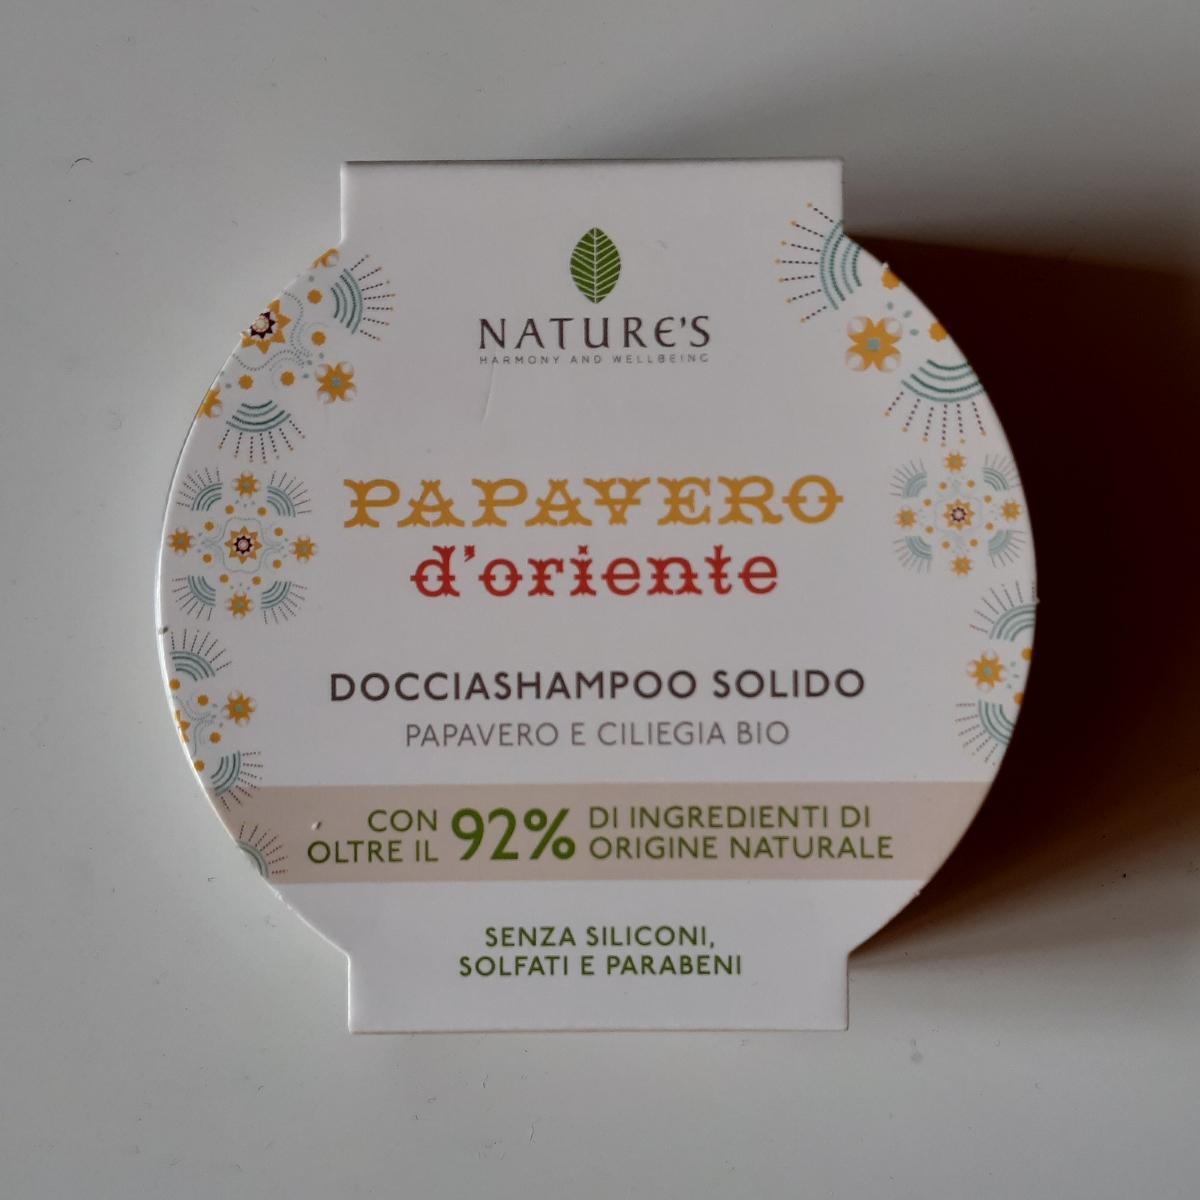 NATURE'S
HARMONY AND WELLBEING
PAPAVERO
d'oriente
DOCCIASHAMPOO SOLIDO
PAPAVERO E CILIEGIA BIO
CON OLTRE IL 92% DI INGREDIENTI DI ORIGINE NATURALE
SENZA SILICONI,
SOLFATI E PARABENI